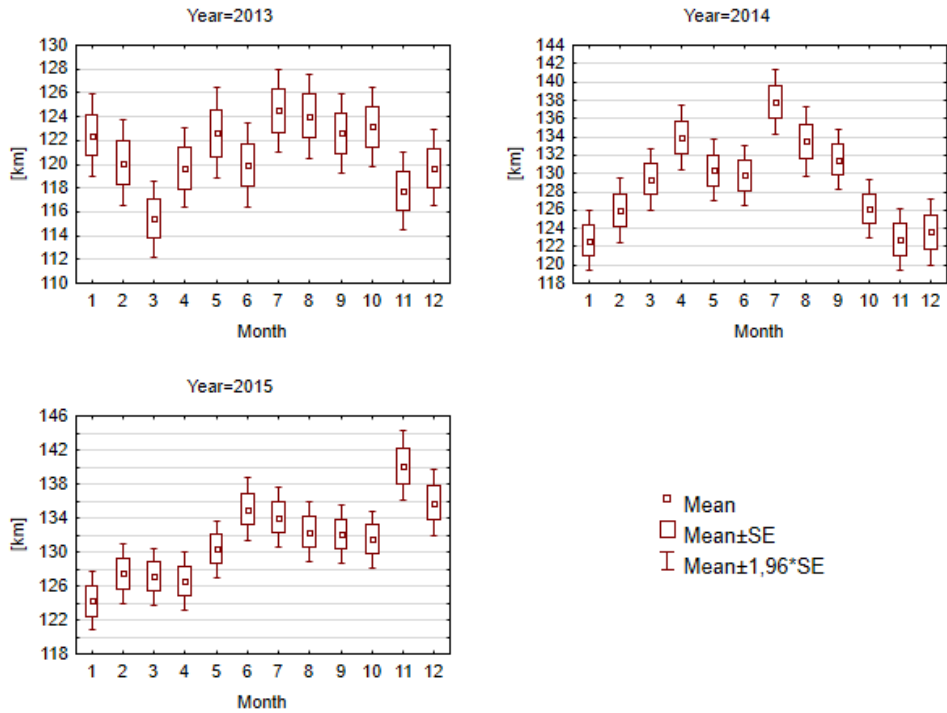 Year=2013
130
128
126
124
122
120
118
116
114
112
110
[km]
1 2 3 4 5 6 7 8 9 10 11 12
Month
Year=2014
144
142
140
138
136
134
132
130
128
126
124
122
120
118
[km]
1 2 3 4 5 6 7 8 9 10 11 12
Month
Year=2015
146
142
138
134
130
126
122
118
[km]
1 2 3 4 5 6 7 8 9 10 11 12
Month
Mean
Mean±SE
Mean±1,96*SE